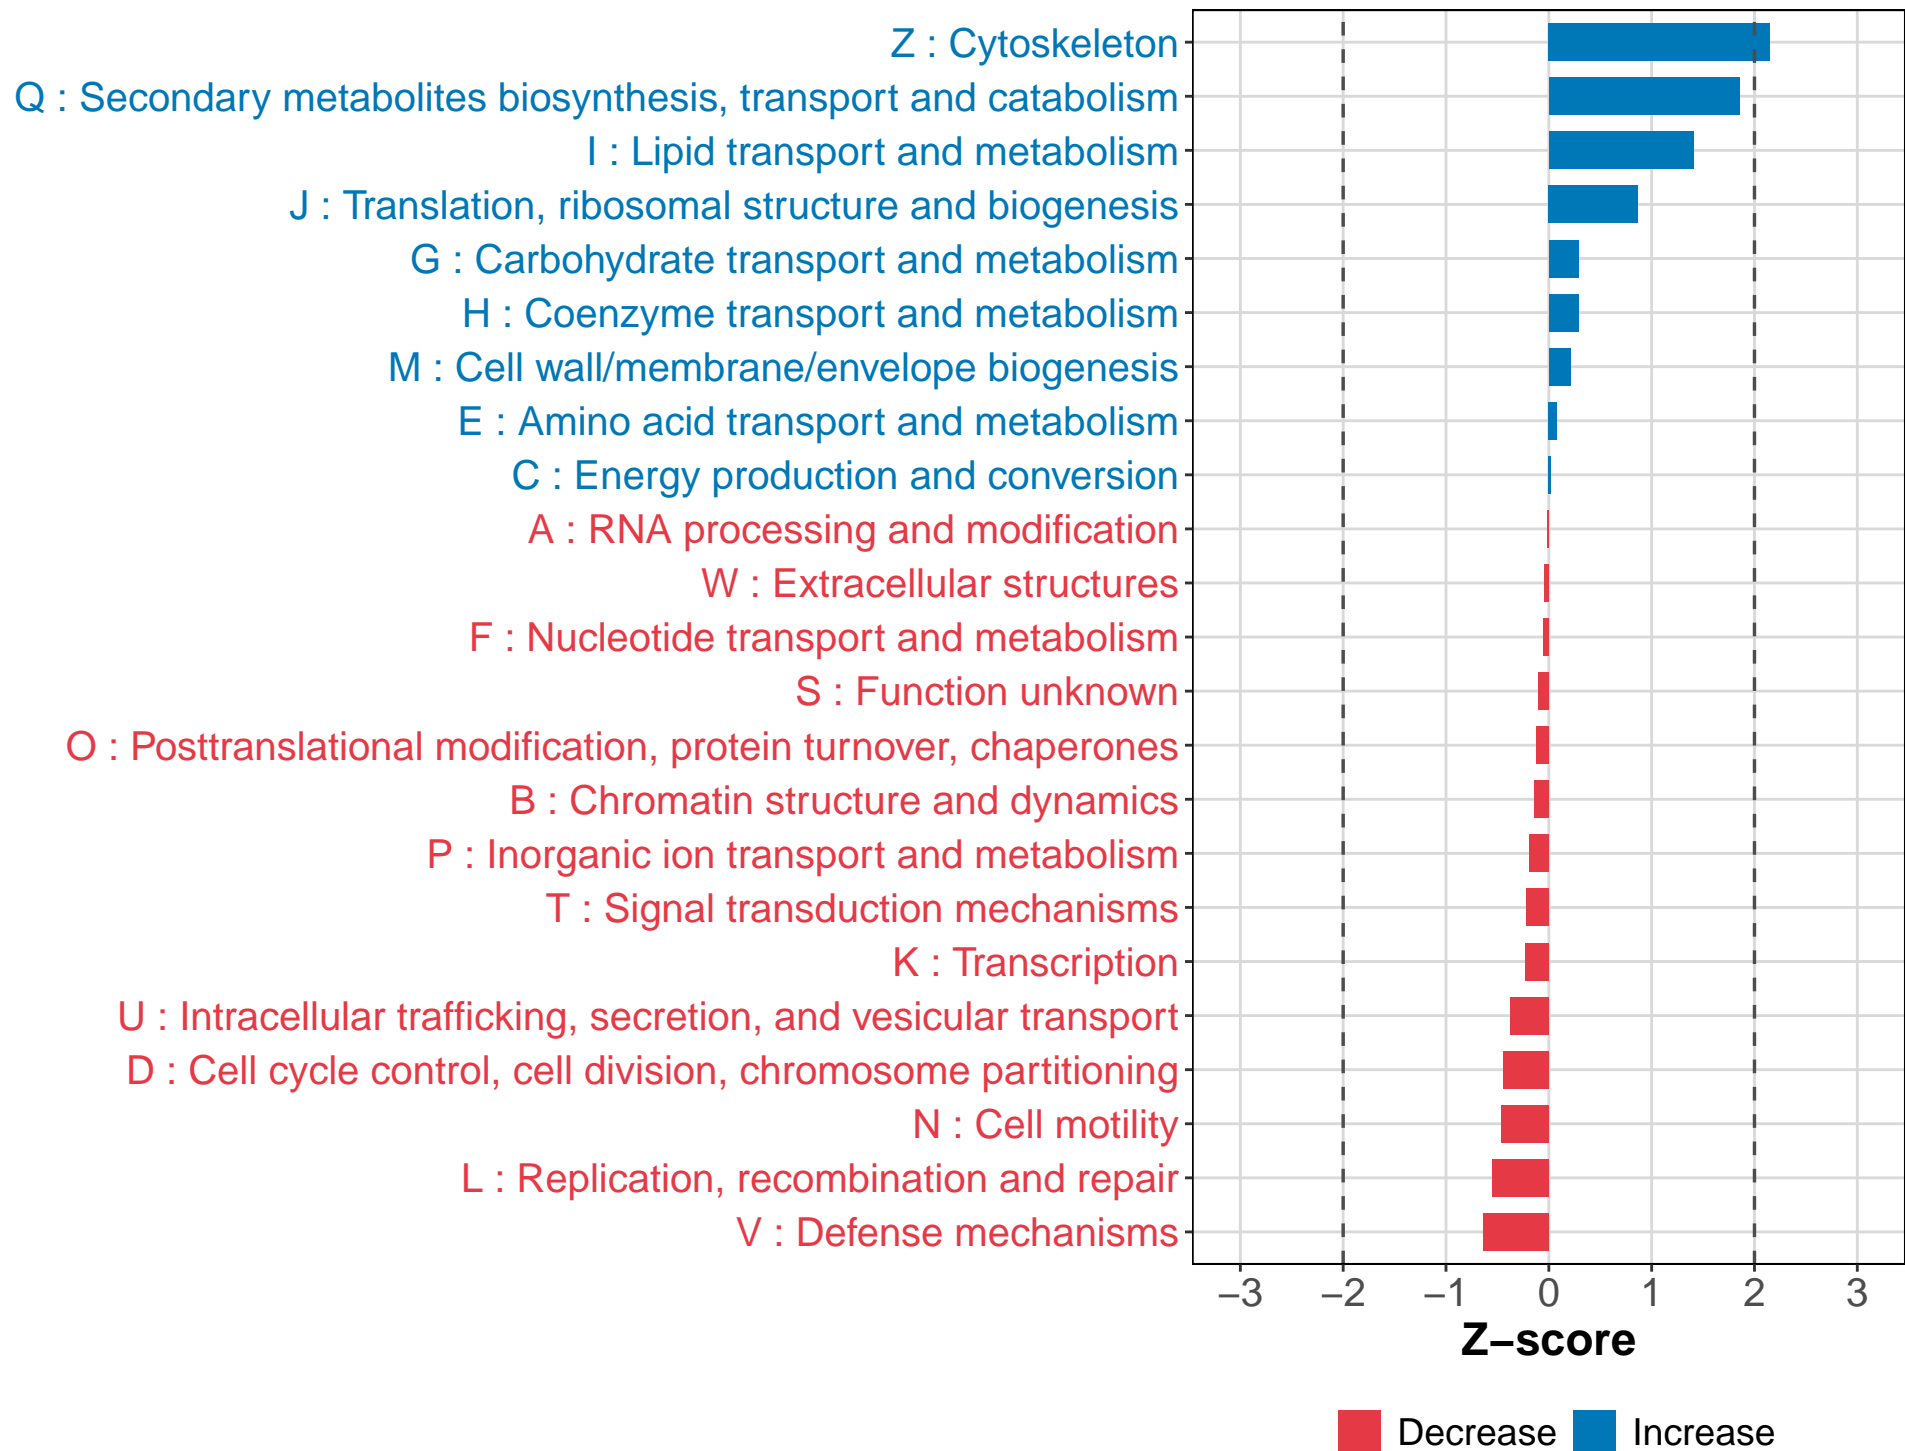 Z : Cytoskeleton
Q : Secondary metabolites biosynthesis, transport and catabolism
I : Lipid transport and metabolism
J : Translation, ribosomal structure and biogenesis
G : Carbohydrate transport and metabolism
H : Coenzyme transport and metabolism
M : Cell wall/membrane/envelope biogenesis
E : Amino acid transport and metabolism
C : Energy production and conversion
A : RNA processing and modification
W : Extracellular structures
F : Nucleotide transport and metabolism
S : Function unknown
O : Posttranslational modification, protein turnover, chaperones
B : Chromatin structure and dynamics
P : Inorganic ion transport and metabolism
T : Signal transduction mechanisms
K : Transcription
U : Intracellular trafficking, secretion, and vesicular transport
D : Cell cycle control, cell division, chromosome partitioning
N : Cell motility
L : Replication, recombination and repair
V : Defense mechanisms
−3 −2 −1 0 1 2 3
Z−score
Decrease Increase